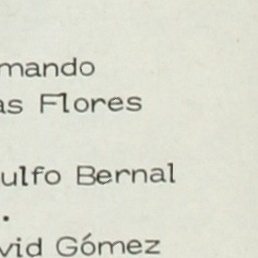 mando
as Flores
ulfo Bernal
.
vid Gómez